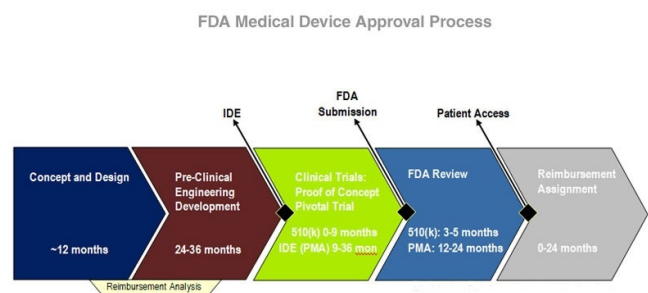 FDA Medical Device Approval Process
IDE
FDA
Submission
Patient Access
Concept and Design
~12 months
Pre-Clinical
Engineering
Development
24-36 months
Clinical Trials:
Proof of Concept
Pivotal Trial
510(k) 0-9 months
IDE (PMA) 9-36 mon
FDA Review
510(k): 3-5 months
PMA: 12-24 months
Reimbursement
Assignment
0-24 months
Reimbursement Analysis